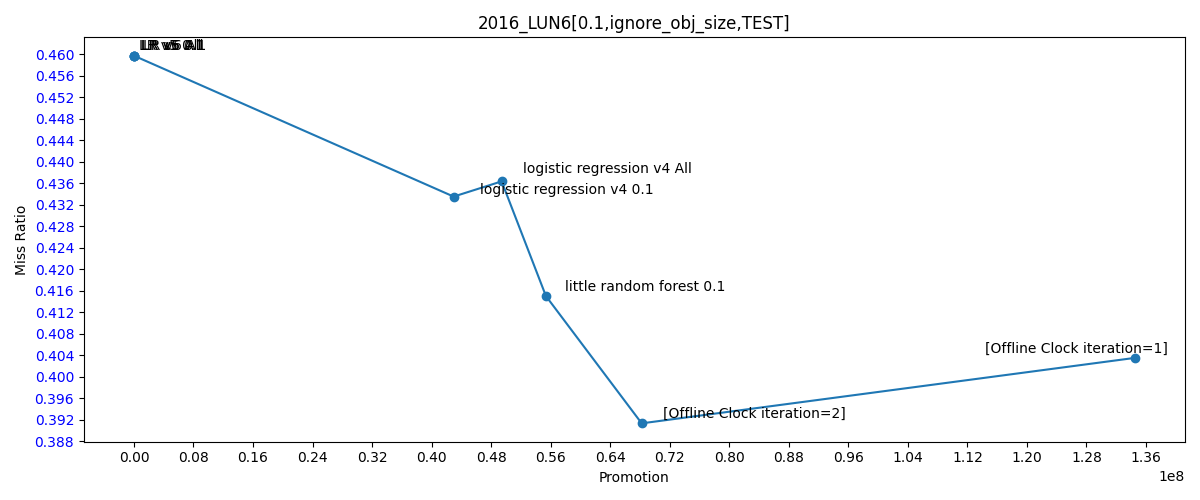 2016_LUN6[0.1,ignore_obj_size,TEST]
0.460
0.456
0.452
0.448
0.444
0.440
0.436
0.432
0.428
0.424
0.420
0.416
0.412
0.408
0.404
0.400
0.396
0.392
0.388
Miss Ratio
logistic regression v4 All
logistic regression v4 0.1
little random forest 0.1
[Offline Clock iteration=1]
[Offline Clock iteration=2]
0.00 0.08 0.16 0.24 0.32 0.40 0.48 0.56 0.64 0.72 0.80 0.88 0.96 1.04 1.12 1.20 1.28 1.36
1e8
Promotion